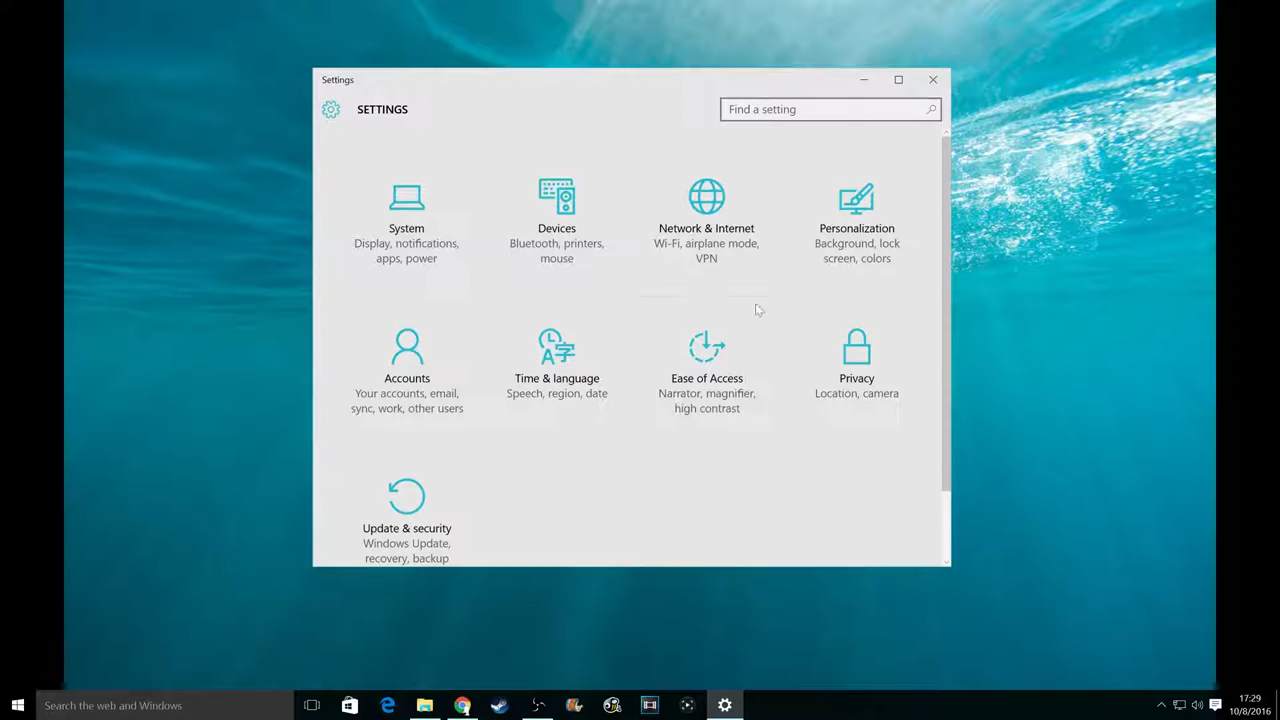 Settings
SETTINGS
Find a setting
System
Display, notifications,
apps, power
Devices
Bluetooth, printers,
mouse
Network & Internet
Wi-Fi, airplane mode,
VPN
Personalization
Background, lock
screen, colors
Accounts
Your accounts, email,
sync, work, other users
Time & language
Speech, region, date
Ease of Access
Narrator, magnifier,
high contrast
Privacy
Location, camera
Update & security
Windows Update,
recovery, backup
Search the web and Windows
17:29
10/8/2016